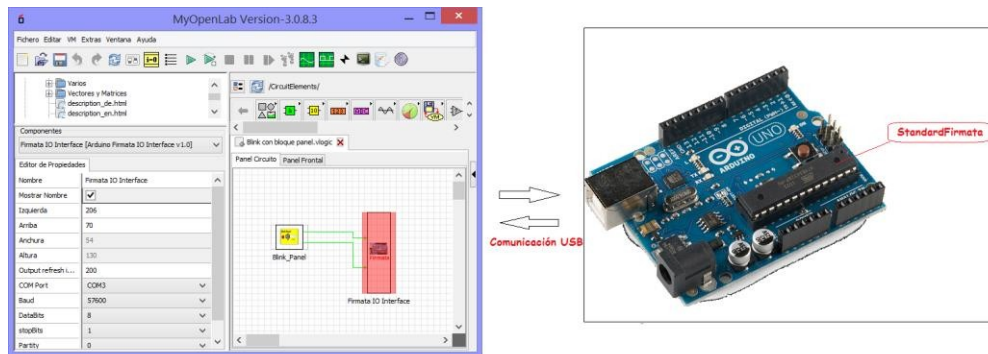 MyOpenLab Version-3.0.8.3
Fichero Editar VM Extras Ventana Ayuda
Varios
Vectores y Matrices
description_de.html
description_en.html
/CircuitElements/
Componentes
Firmata IO Interface [Arduino Firmata IO Interface v1.0]
Editor de Propiedades
Nombre Firmata IO Interface
Mostrar Nombre
Izquierda 206
Arriba 70
Anchura 54
Altura 130
Output refresh i... 200
COM Port COM3
Baud 57600
DataBits 8
stopBits 1
Partity 0
Blink con bloque panel.vlogic
Panel Circuito Panel Frontal
Blink_Panel
Firmata
Firmata IO Interface
Comunicación USB
StandardFirmata
DIGITAL (PWM~)
UNO
ARDUINO